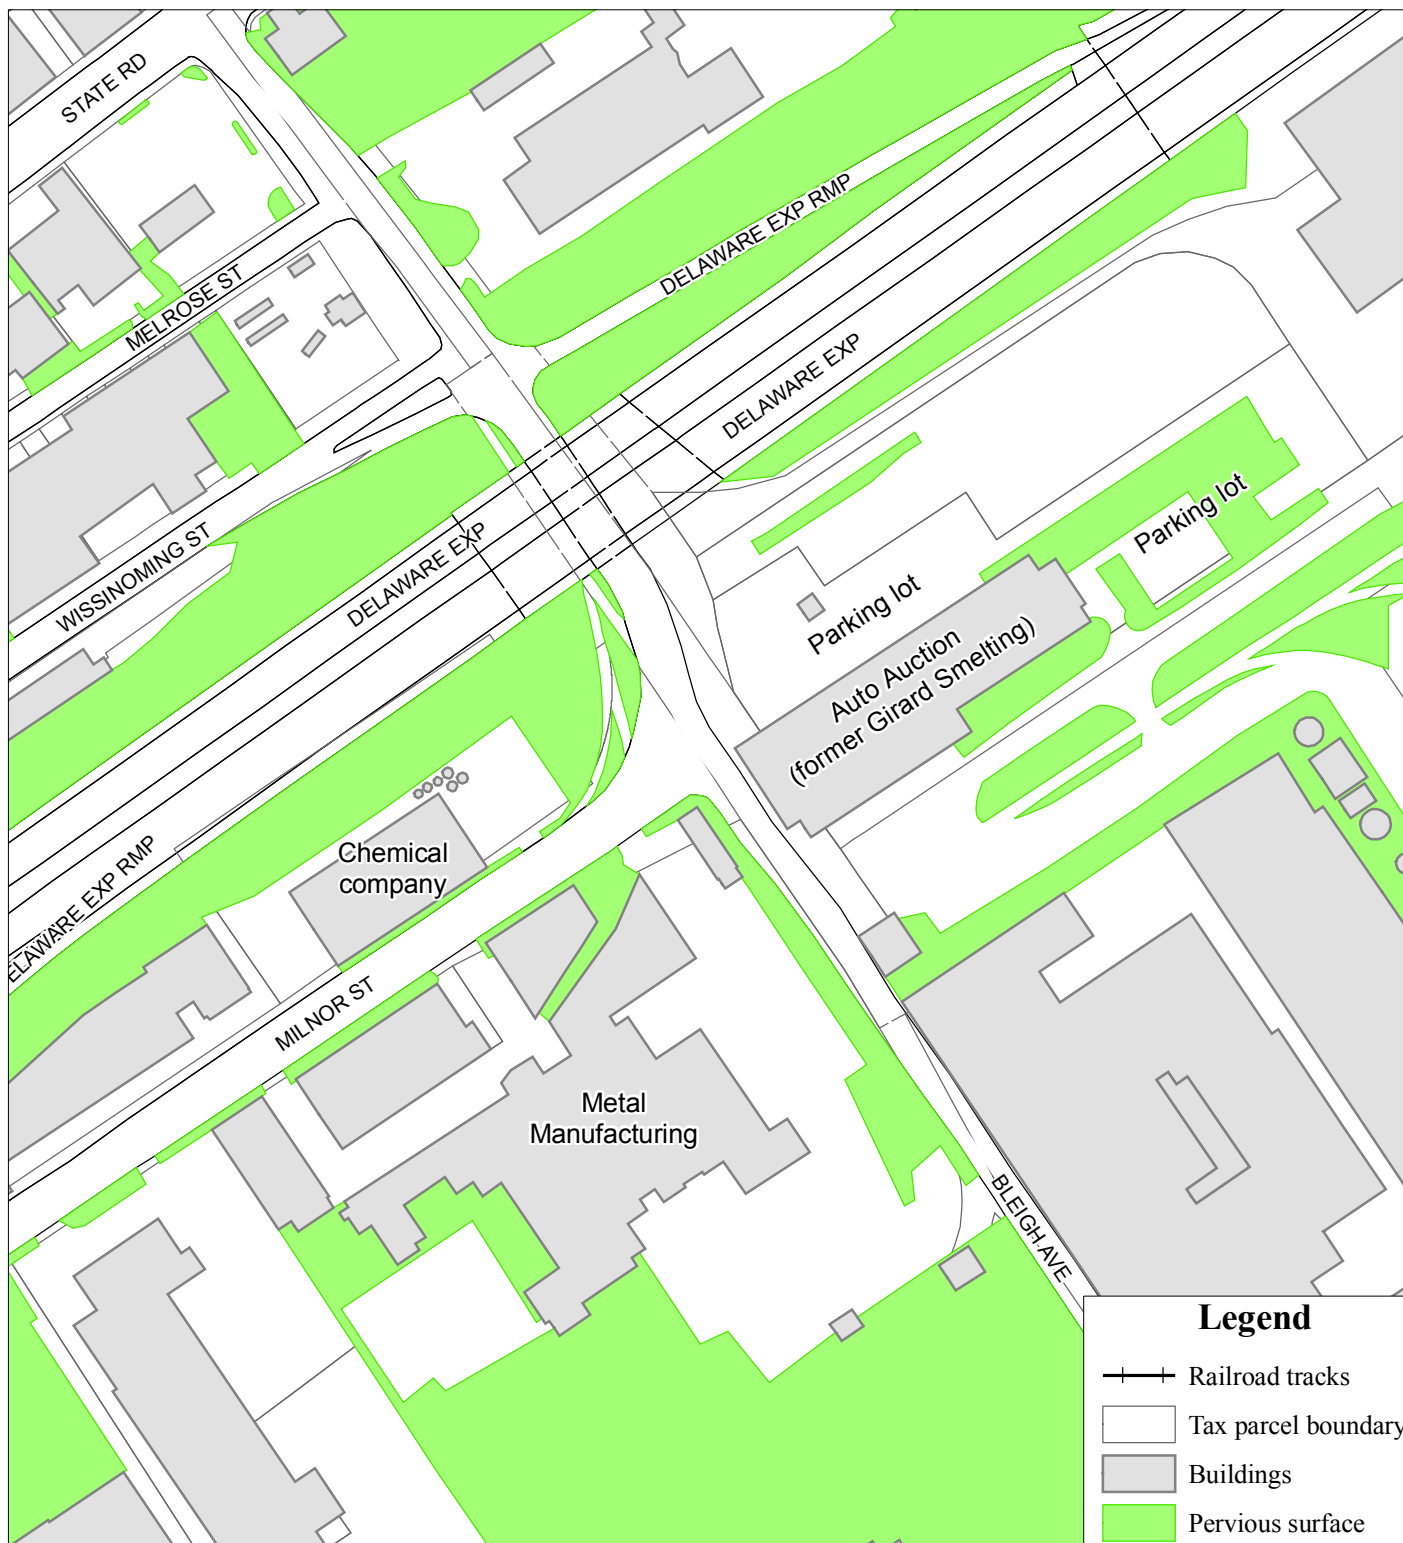 STATE RD
DELAWARE EXP RMP
MELROSE ST
DELAWARE EXP
WISSINOMING ST
DELAWARE EXP
Parking lot
Parking lot
Auto Auction
(former Girard Smelting)
ELAWARE EXP RMP
Chemical
company
MILNOR ST
Metal
Manufacturing
BLEIGH AVE
Legend
Railroad tracks
Tax parcel boundary
Buildings
Pervious surface